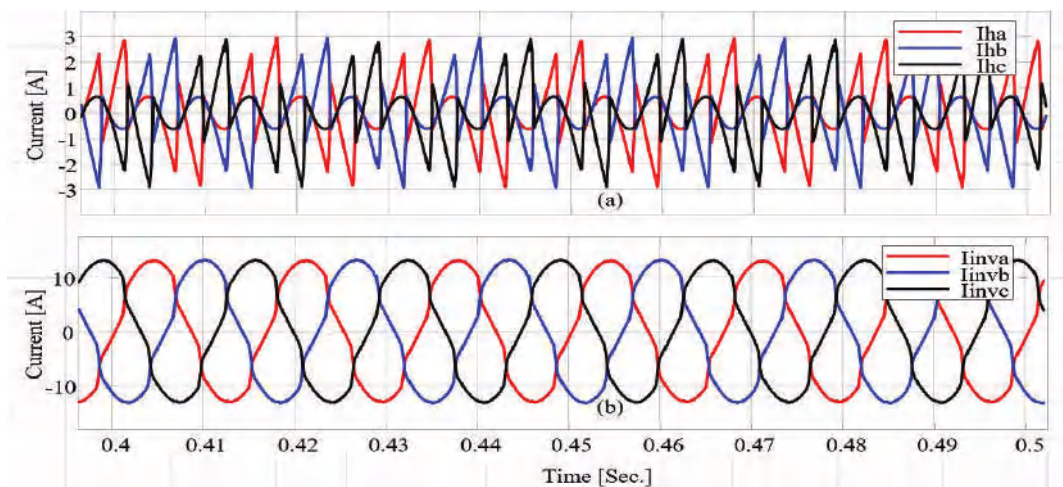 3
2
1
0
-1
-2
-3
Current [A]
Iha
Ihb
Ihc
(a)
10
0
-10
Current [A]
Iinva
Iinvb
Iinvc
(b)
0.4 0.41 0.42 0.43 0.44 0.45 0.46 0.47 0.48 0.49 0.5
Time [Sec.]